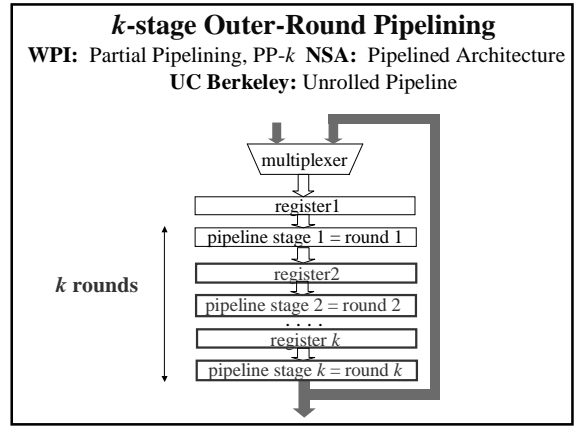 k-stage Outer-Round Pipelining
WPI: Partial Pipelining, PP-k NSA: Pipelined Architecture
UC Berkeley: Unrolled Pipeline
multiplexer
register1
pipeline stage 1 = round 1
register2
k rounds
pipeline stage 2 = round 2
. . . .
register k
pipeline stage k = round k